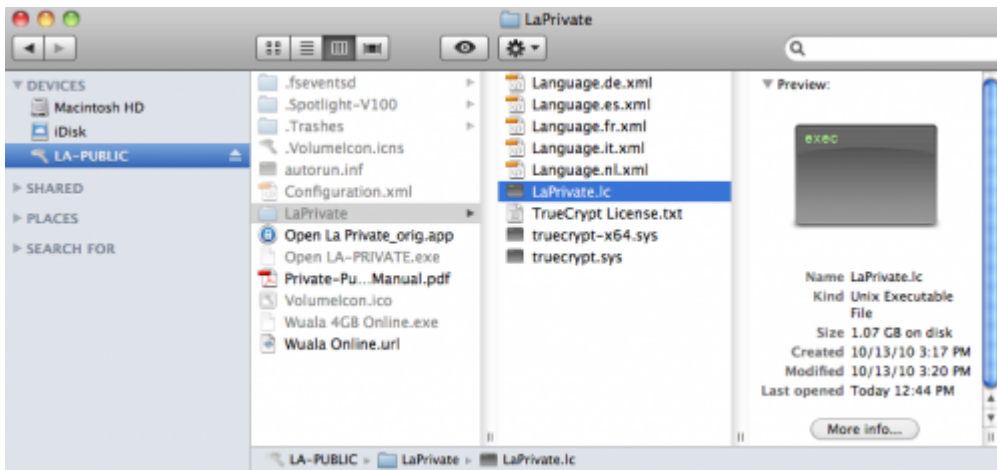 LaPrivate
DEVICES
Macintosh HD
iDisk
LA-PUBLIC
SHARED
PLACES
SEARCH FOR
.fseventsd
.Spotlight-V100
.Trashes
.VolumeIcon.icns
autorun.inf
Configuration.xml
LaPrivate
Open La Private_orig.app
Open LA-PRIVATE.exe
Private-Pu...Manual.pdf
VolumeIcon.ico
Wuala 4GB Online.exe
Wuala Online.url
Language.de.xml
Language.es.xml
Language.fr.xml
Language.it.xml
Language.nl.xml
LaPrivate.lc
TrueCrypt License.txt
truecrypt-x64.sys
truecrypt.sys
Preview:
exec
Name LaPrivate.lc
Kind Unix Executable
File
Size 1.07 GB on disk
Created 10/13/10 3:17 PM
Modified 10/13/10 3:20 PM
Last opened Today 12:44 PM
More info...
LA-PUBLIC ▸ LaPrivate ▸ LaPrivate.lc